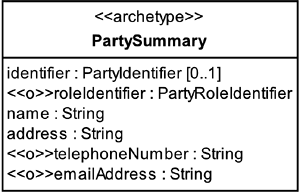 <<archetype>>
PartySummary
identifier : PartyIdentifier [0..1]
<<o>>roleIdentifier : PartyRoleIdentifier
name : String
address : String
<<o>>telephoneNumber : String
<<o>>emailAddress : String